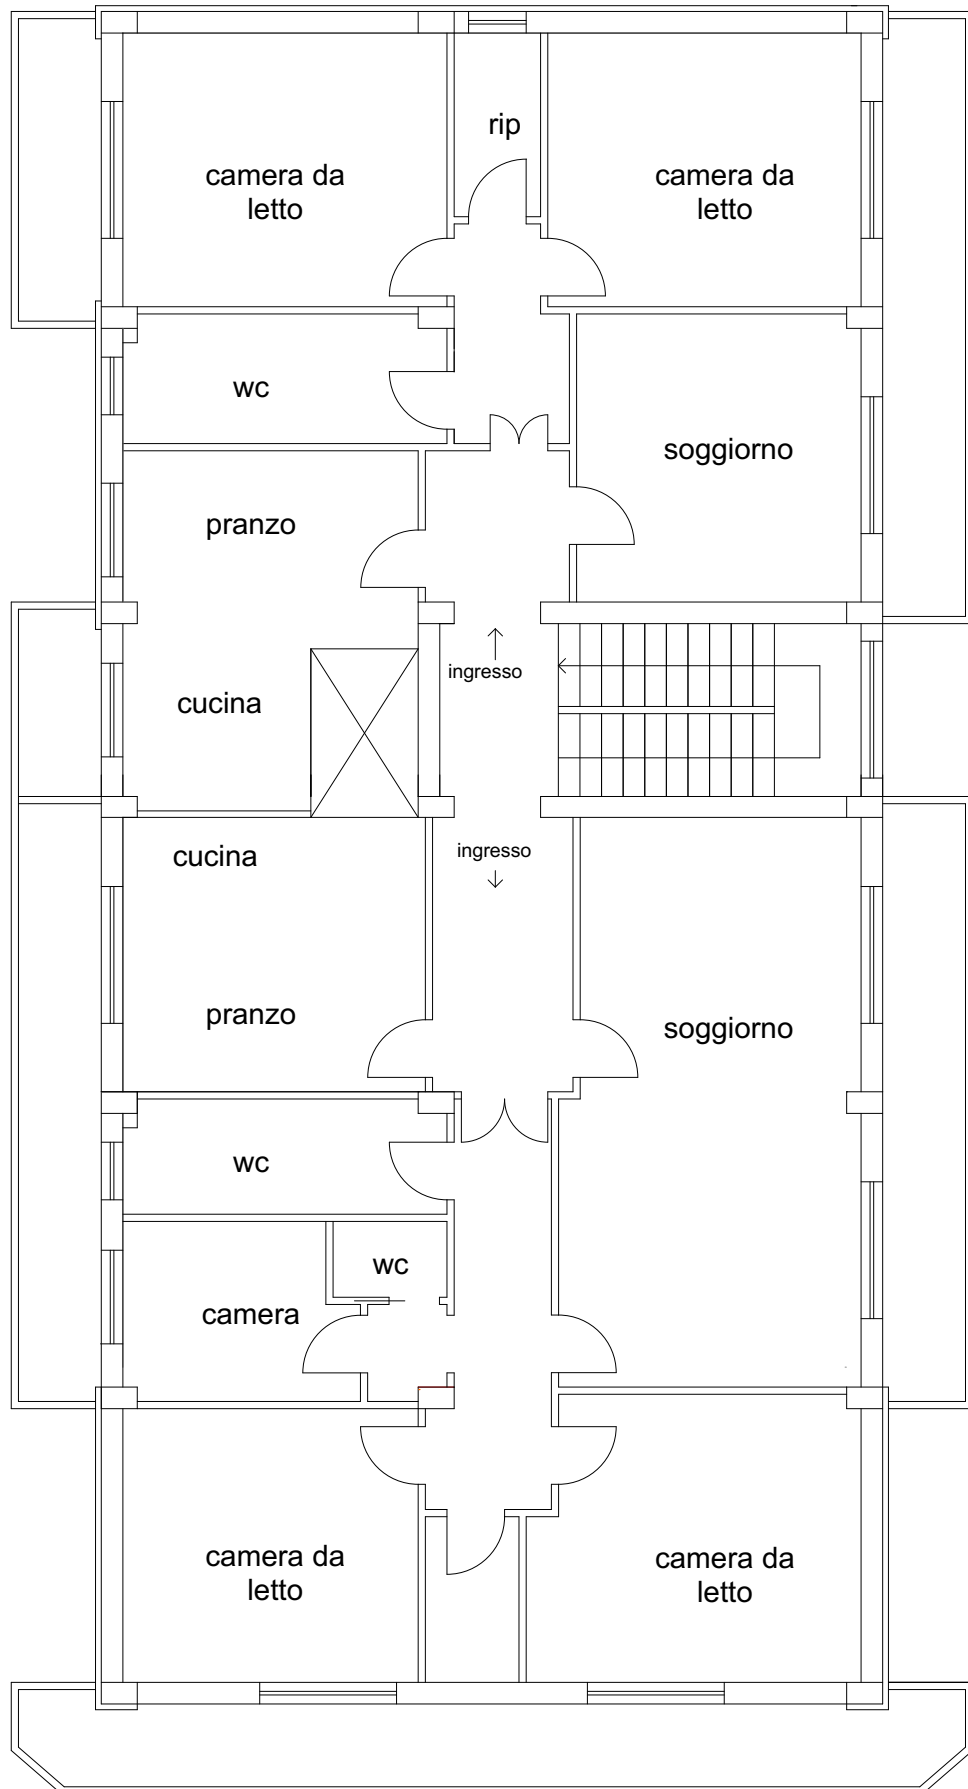 rip
camera da
letto
camera da
letto
wc
soggiorno
pranzo
ingresso
cucina
ingresso
cucina
pranzo
soggiorno
wc
wc
camera
camera da
letto
camera da
letto